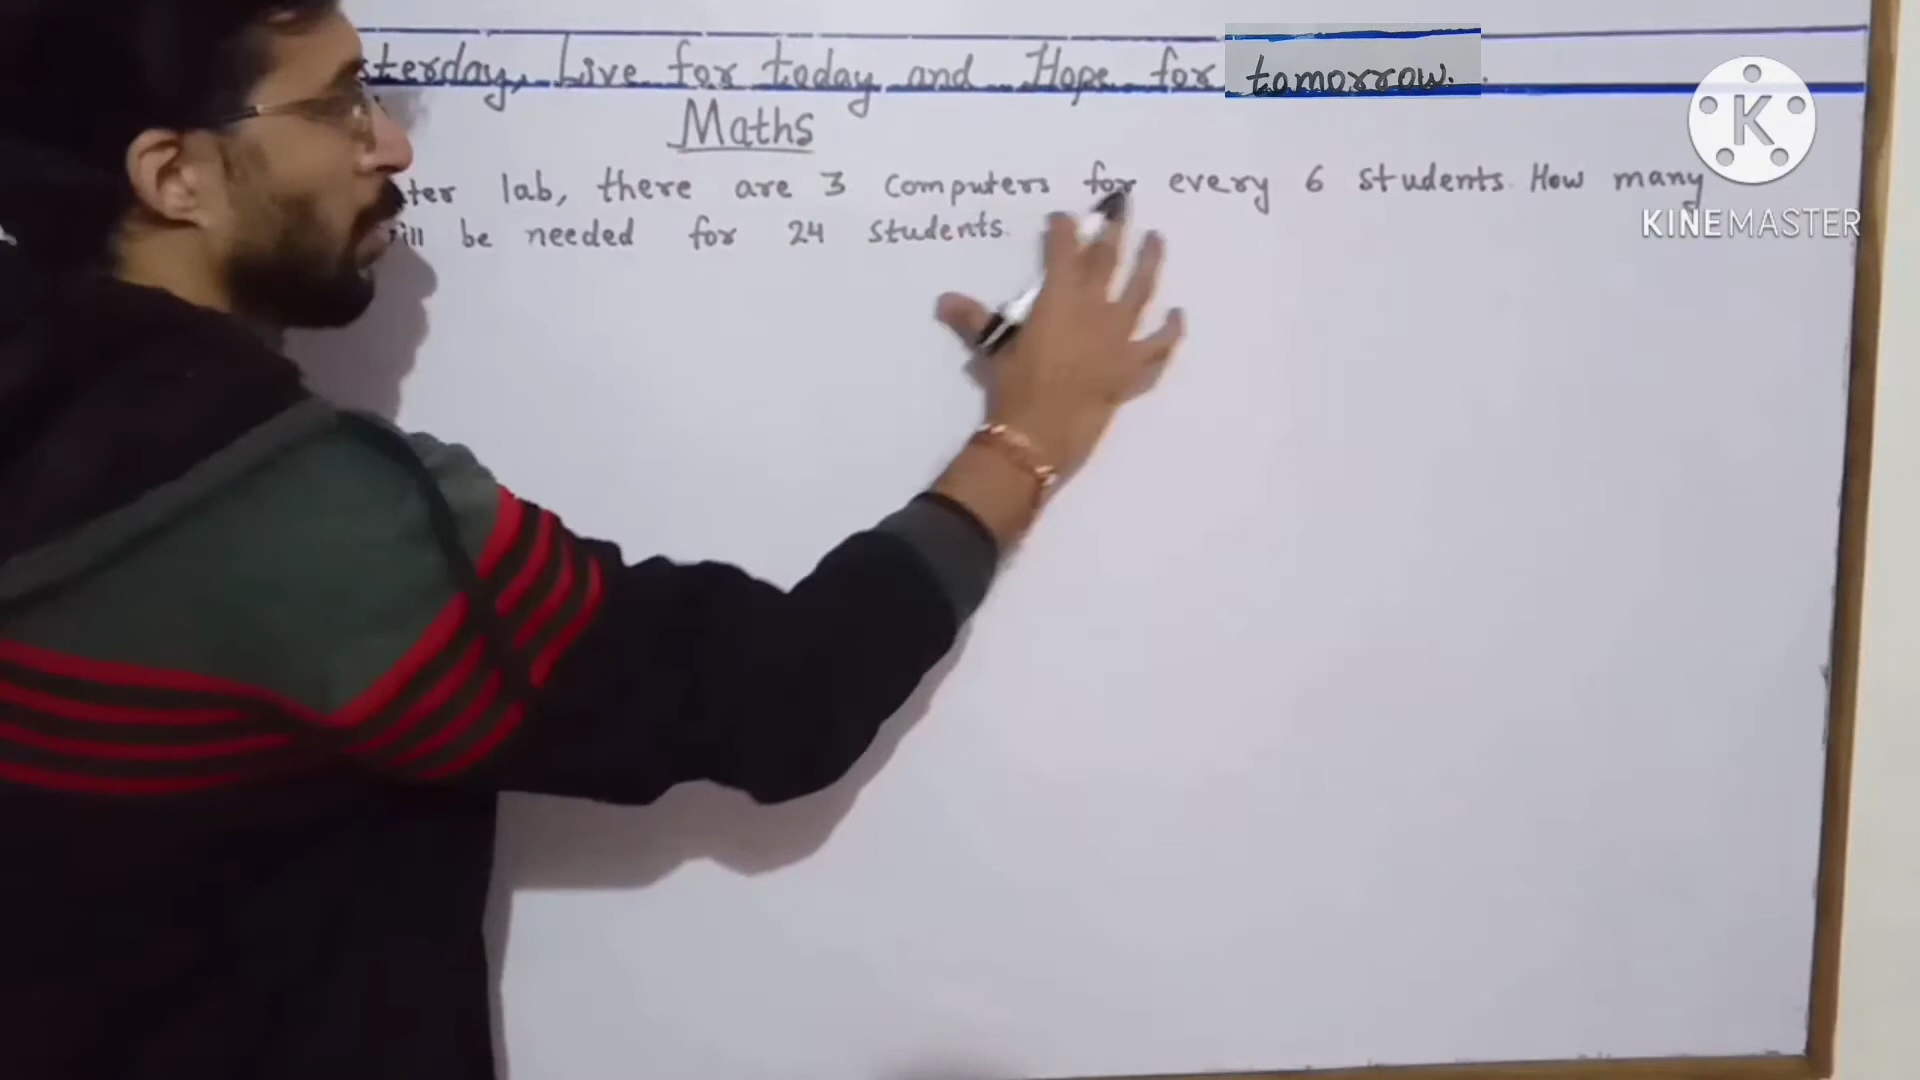 terday, Live for today and Hope for tomorrow.
Maths
ter lab, there are 3 Computers for every 6 students. How many
ill be needed for 24 students.
K
KINEMASTER